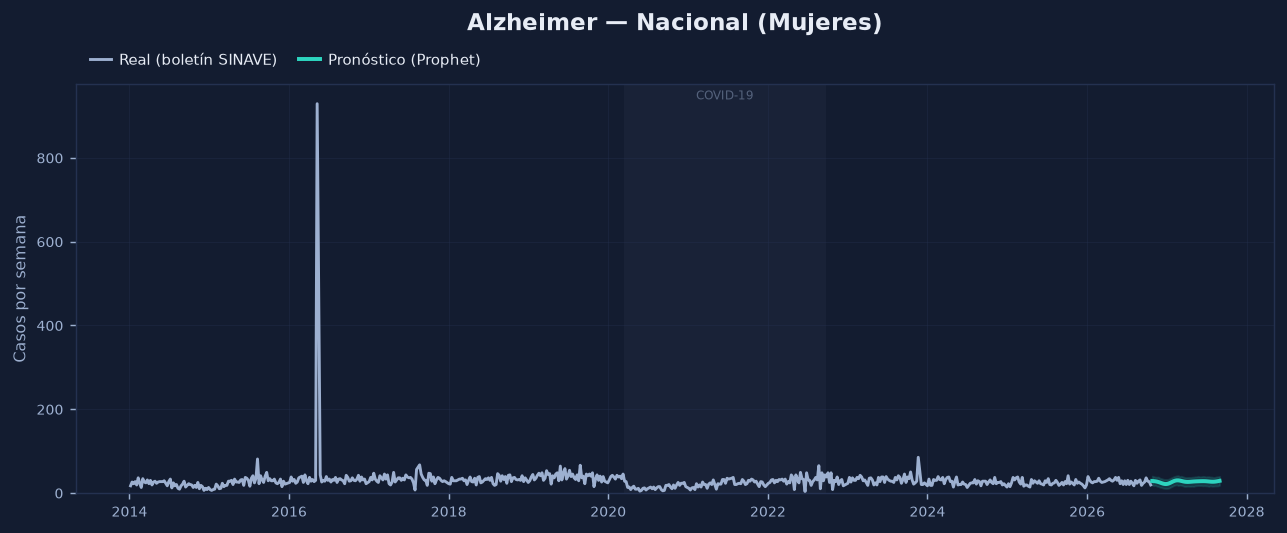 Alzheimer — Nacional (Mujeres)
Real (boletín SINAVE)
Pronóstico (Prophet)
COVID-19
Casos por semana
800
600
400
200
0
2014
2016
2018
2020
2022
2024
2026
2028